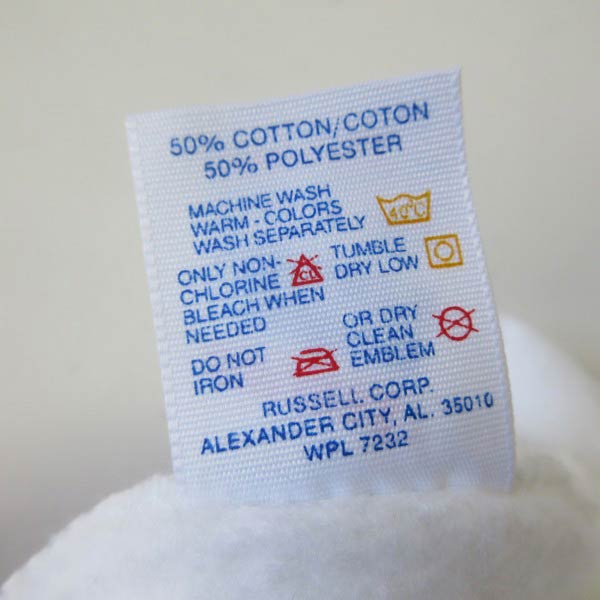 50% COTTON/COTON
50% POLYESTER
MACHINE WASH
WARM - COLORS
WASH SEPARATELY
40°C
ONLY NON-
CHLORINE
BLEACH WHEN
NEEDED
CL
TUMBLE
DRY LOW
DO NOT
IRON
OR DRY
CLEAN
EMBLEM
RUSSELL CORP.
ALEXANDER CITY, AL. 35010
WPL 7232